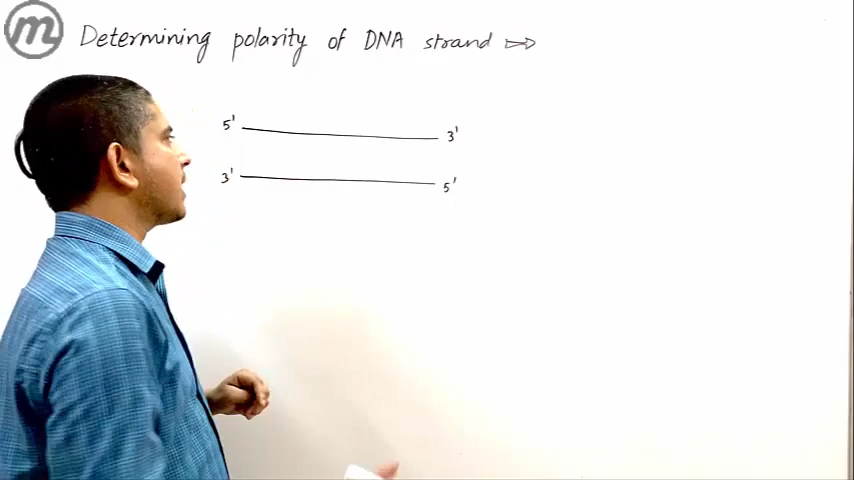 m
Determining polarity of DNA strand
5' 3'
3' 5'